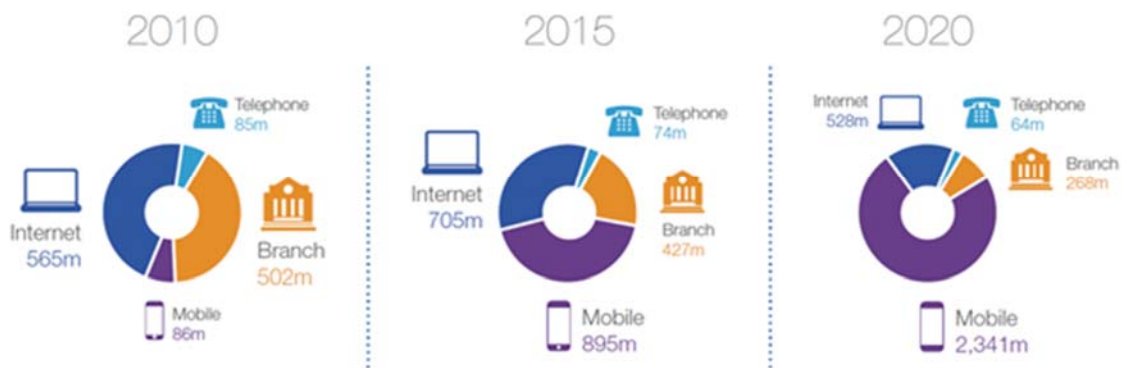 2010
Telephone
85m
Internet
565m
Branch
502m
Mobile
86m
2015
Telephone
74m
Internet
705m
Branch
427m
Mobile
895m
2020
Internet
528m
Telephone
64m
Branch
268m
Mobile
2,341m